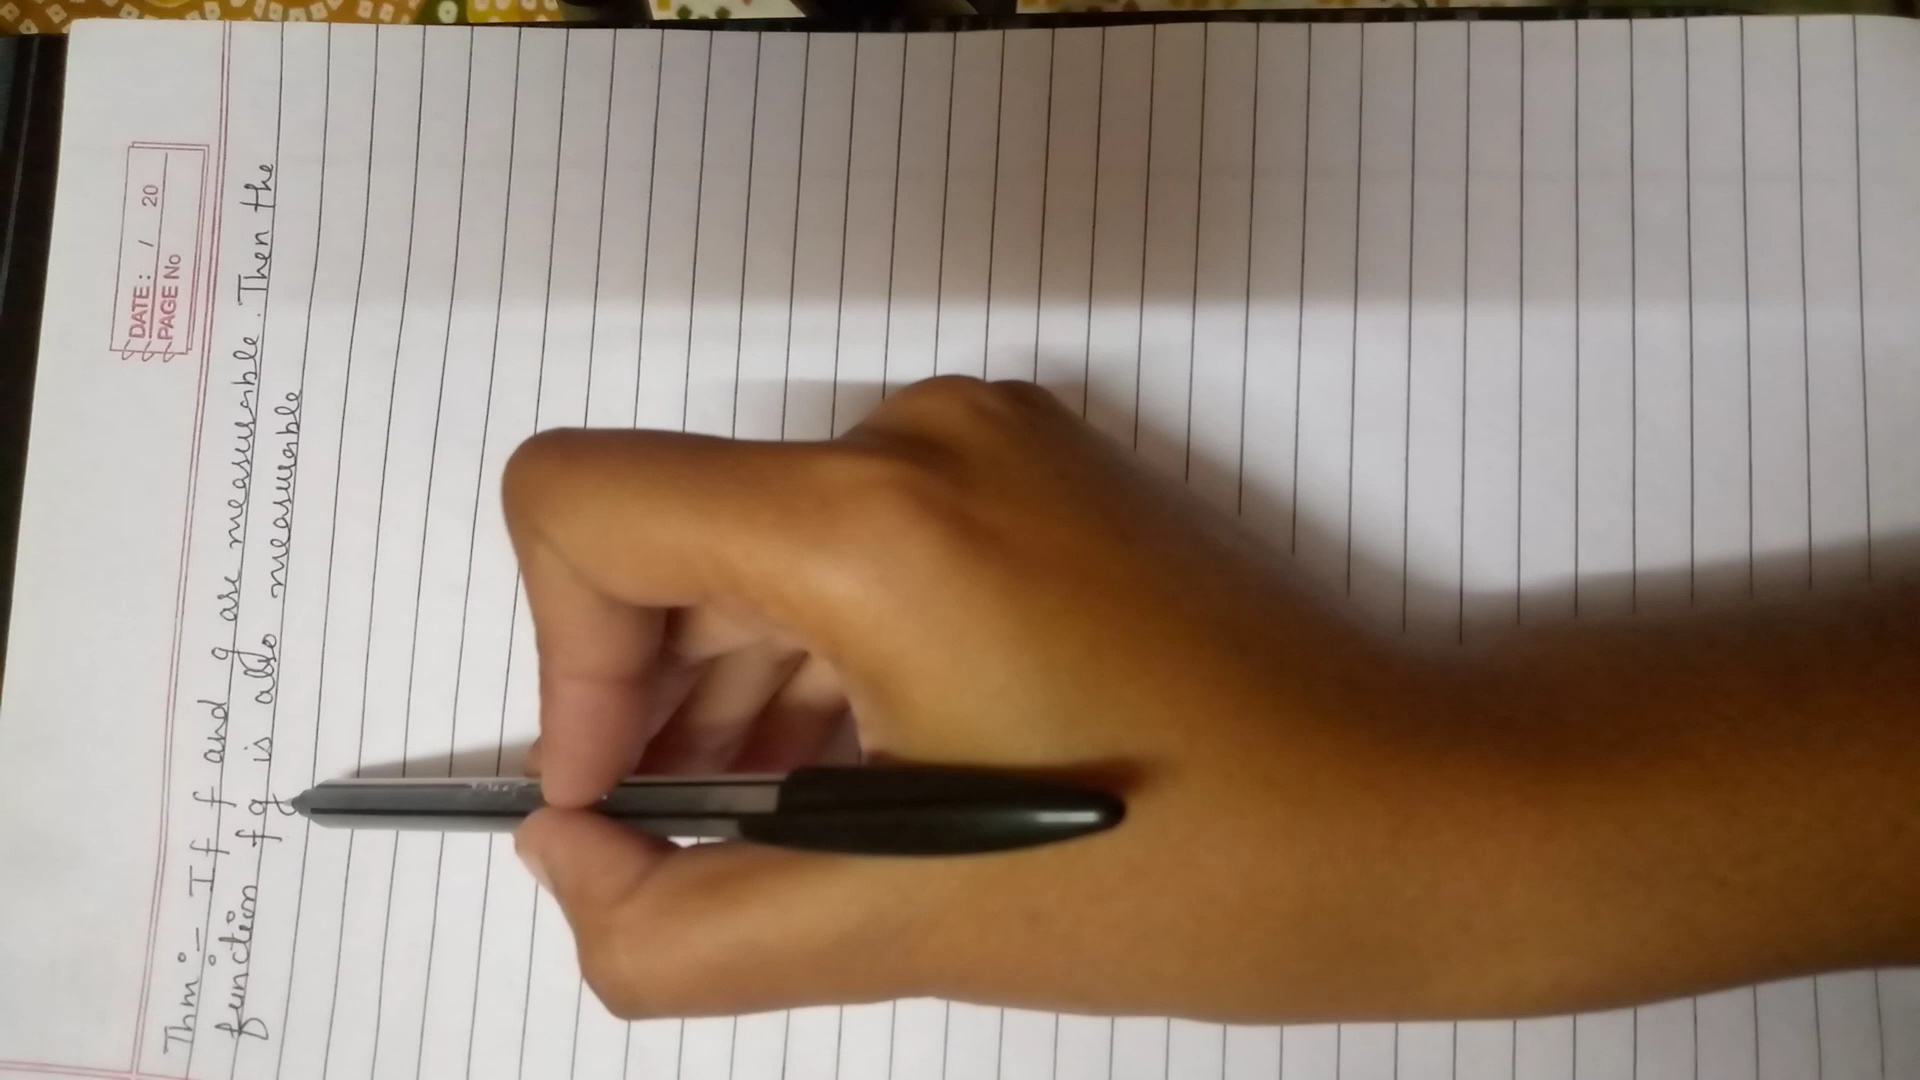 DATE: / 20
PAGE No
Thm:- If f and g are measurable. Then the
function fg is also measurable